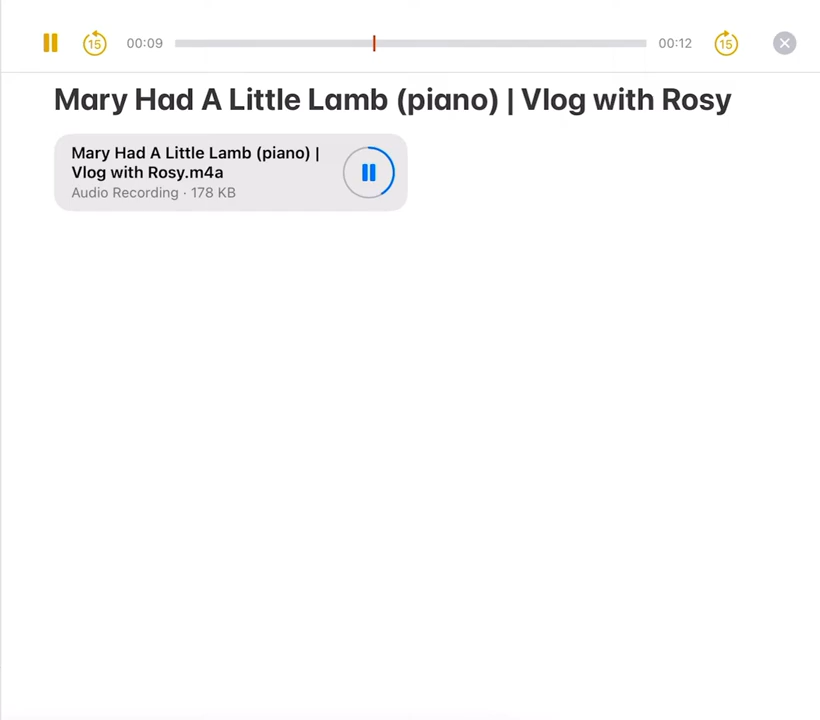 15 00:09 00:12 15
Mary Had A Little Lamb (piano) | Vlog with Rosy
Mary Had A Little Lamb (piano) |
Vlog with Rosy.m4a
Audio Recording · 178 KB